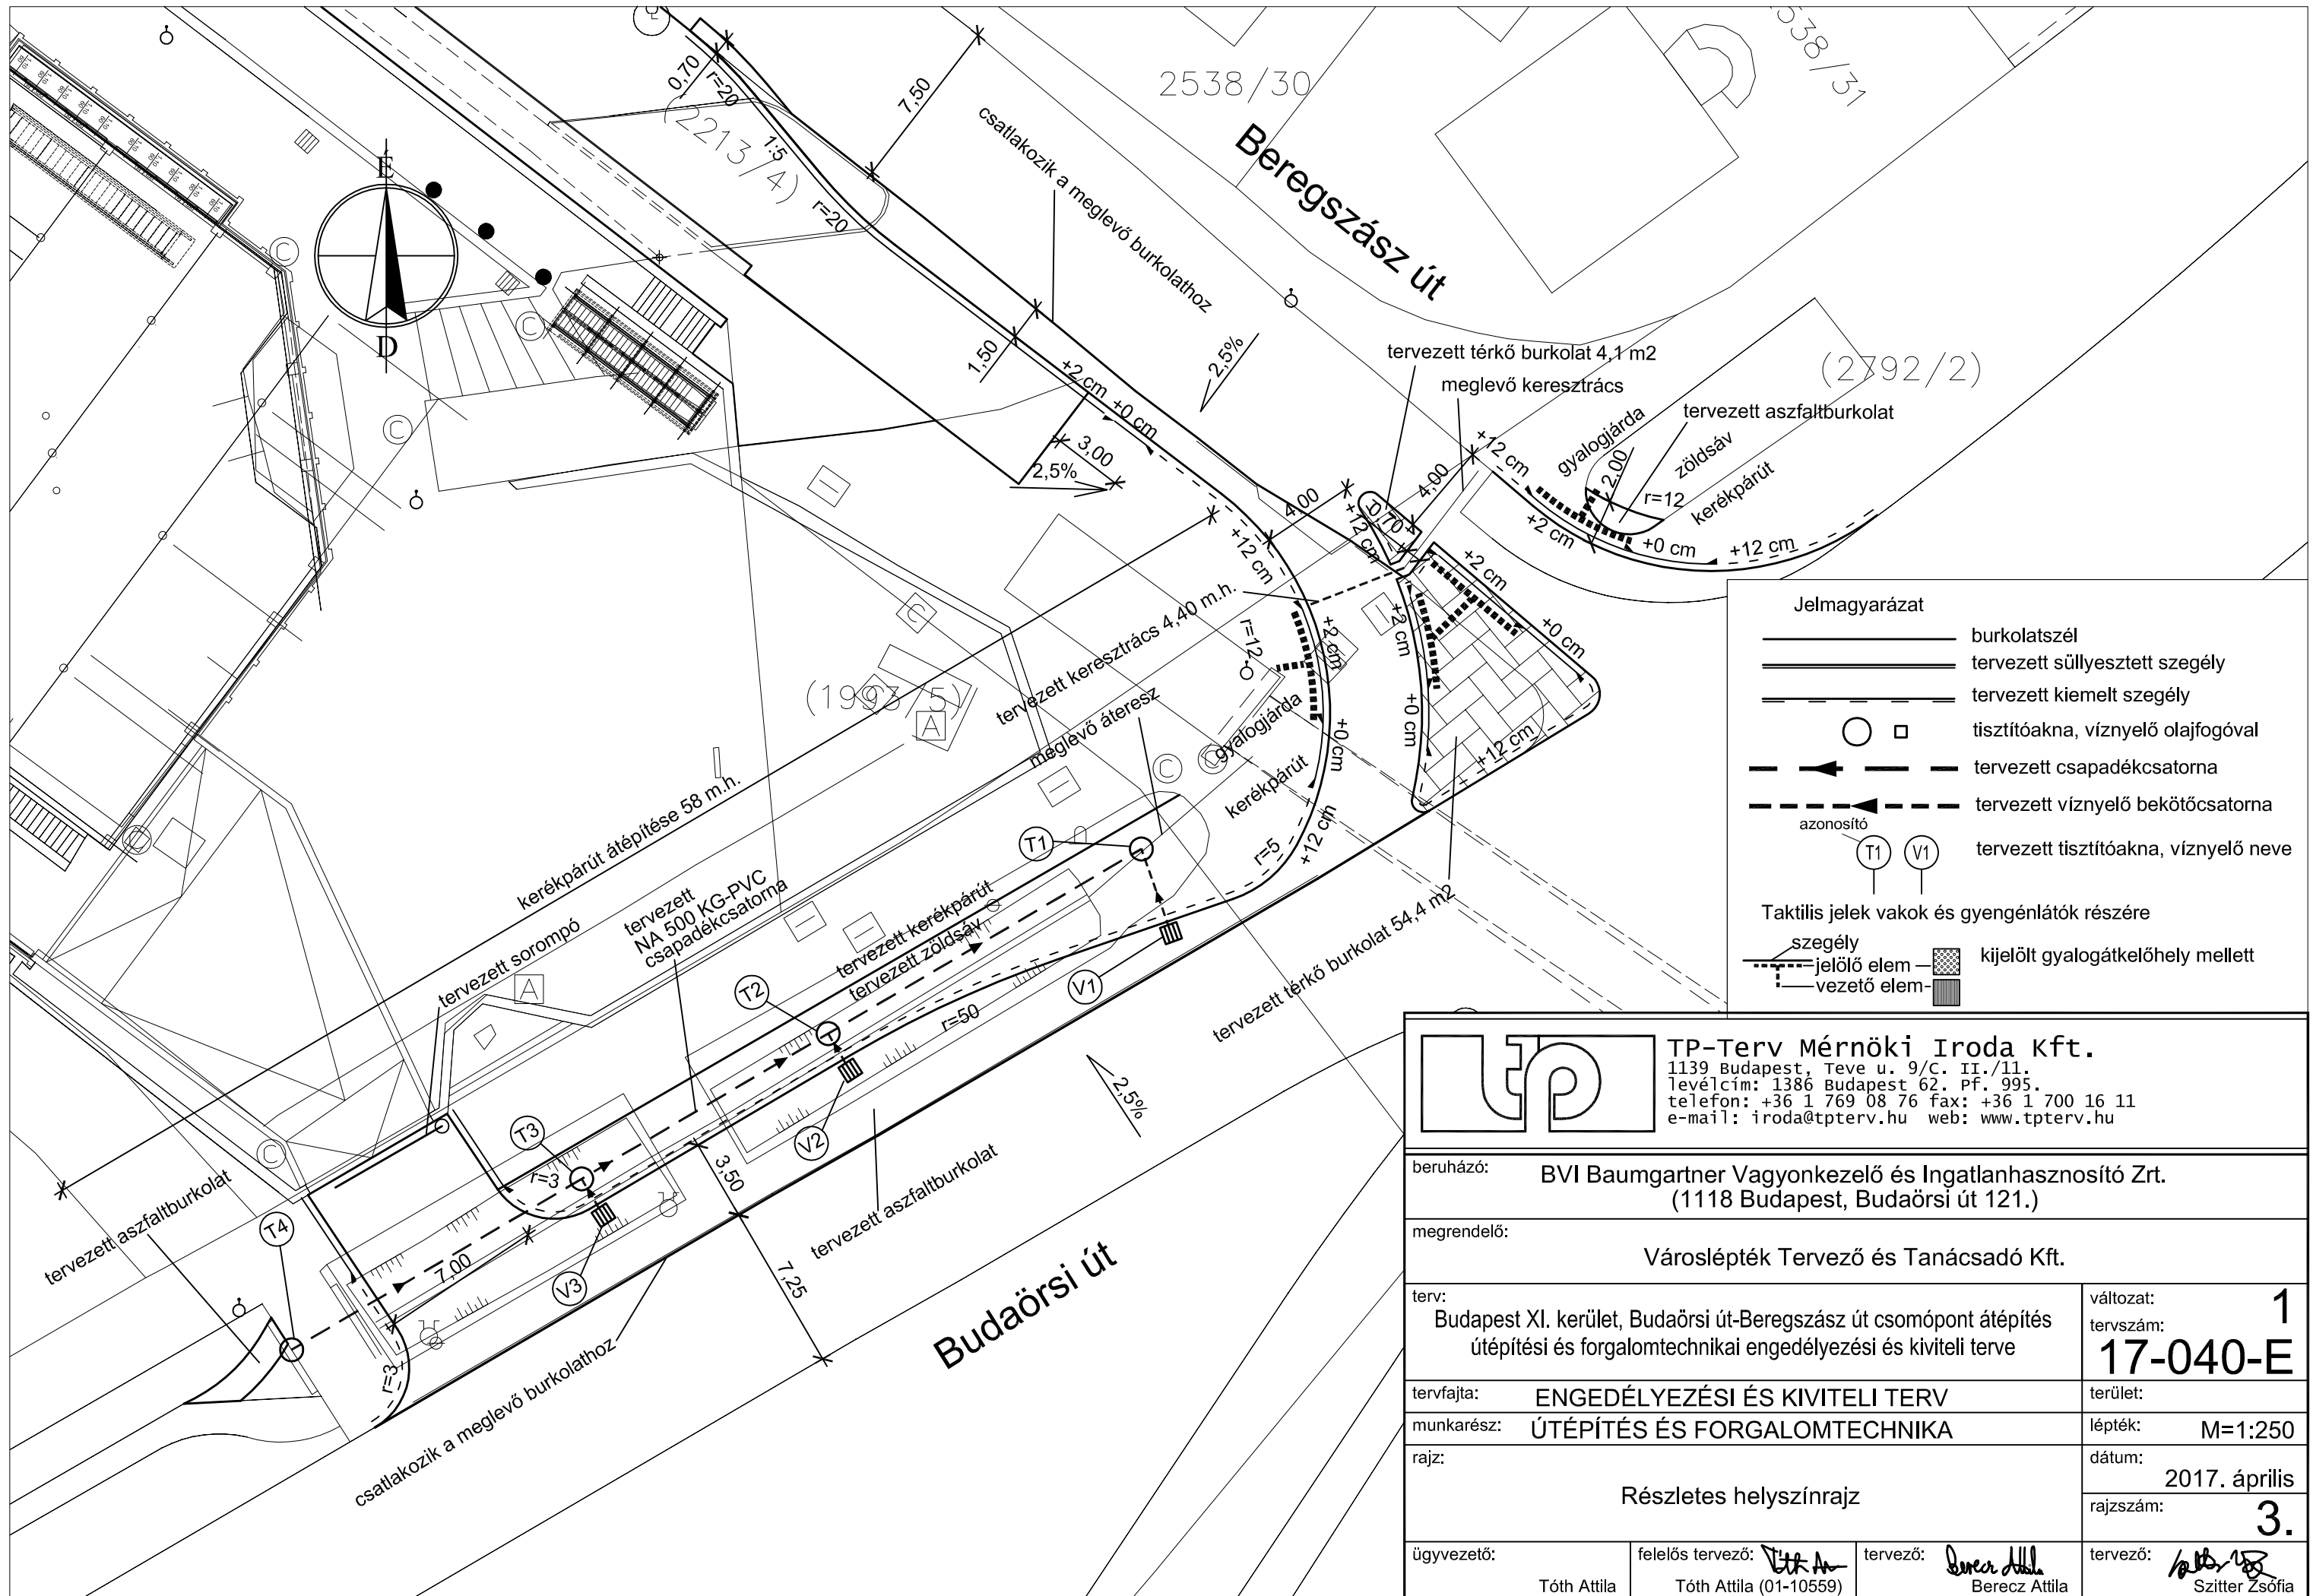 2538/30
2538/31
Beregszász út
0,70
r=20
(2213/4)
1:5
r=20
7,50
csatlakozik a meglevő burkolathoz
É
D
1,50
2,5%
+2 cm
+0 cm
3,00
2,5%
tervezett térkő burkolat 4,1 m2
meglevő keresztrács
(2792/2)
tervezett aszfaltburkolat
gyalogjárda
zöldsáv
kerékpárút
2,00
r=12
+12 cm
+2 cm
+0 cm
+12 cm
4,00
4,00
0,70
+12 cm
+12 cm
+2 cm
+0 cm
+2 cm
+0 cm
+12 cm
r=12
+2 cm
+0 cm
+12 cm
r=5
tervezett keresztrács 4,40 m.h.
meglevő áteresz
gyalogjárda
kerékpárút
(1993/5)
C
C
C
C
C
C
C
C
C
A
A
kerékpárút átépítése 58 m.h.
tervezett
NA 500 KG-PVC
csapadékcsatorna
tervezett sorompó
tervezett kerékpárút
tervezett zöldsáv
T1
T2
T3
T4
V1
V2
V3
r=50
r=3
r=3
3,50
7,00
7,25
2,5%
tervezett térkő burkolat 54,4 m2
tervezett aszfaltburkolat
tervezett aszfaltburkolat
csatlakozik a meglevő burkolathoz
Budaörsi út
Jelmagyarázat
burkolatszél
tervezett süllyesztett szegély
tervezett kiemelt szegély
tisztítóakna, víznyelő olajfogóval
tervezett csapadékcsatorna
tervezett víznyelő bekötőcsatorna
azonosító
T1 V1 tervezett tisztítóakna, víznyelő neve
Taktilis jelek vakok és gyengénlátók részére
szegély
jelölő elem
kijelölt gyalogátkelőhely mellett
vezető elem
tp
TP-Terv Mérnöki Iroda Kft.
1139 Budapest, Teve u. 9/C. II./11.
levélcím: 1386 Budapest 62. Pf. 995.
telefon: +36 1 769 08 76 fax: +36 1 700 16 11
e-mail: iroda@tpterv.hu web: www.tpterv.hu
beruházó: BVI Baumgartner Vagyonkezelő és Ingatlanhasznosító Zrt.
(1118 Budapest, Budaörsi út 121.)
megrendelő:
Városlépték Tervező és Tanácsadó Kft.
terv:
Budapest XI. kerület, Budaörsi út-Beregszász út csomópont átépítés
útépítési és forgalomtechnikai engedélyezési és kiviteli terve
változat: 1
tervszám:
17-040-E
tervfajta: ENGEDÉLYEZÉSI ÉS KIVITELI TERV
terület:
munkarész: ÚTÉPÍTÉS ÉS FORGALOMTECHNIKA
lépték: M=1:250
rajz:
Részletes helyszínrajz
dátum:
2017. április
rajzszám: 3.
ügyvezető:
Tóth Attila
felelős tervező:
Tóth Attila (01-10559)
tervező:
Berecz Attila
tervező:
Szitter Zsófia